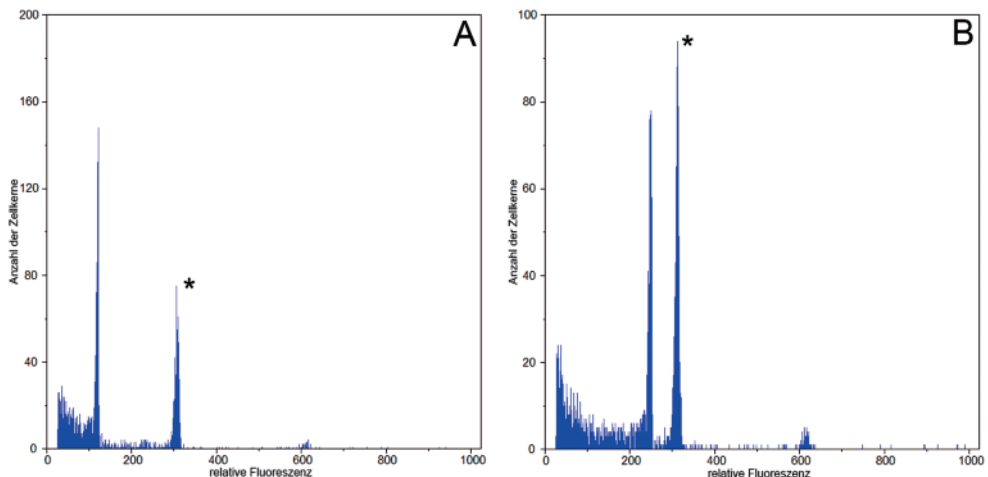 A
Anzahl der Zellkerne
200
160
120
80
40
0
*
0 200 400 600 800 1000
relative Fluoreszenz
B
Anzahl der Zellkerne
100
80
60
40
20
0
*
0 200 400 600 800 1000
relative Fluoreszenz